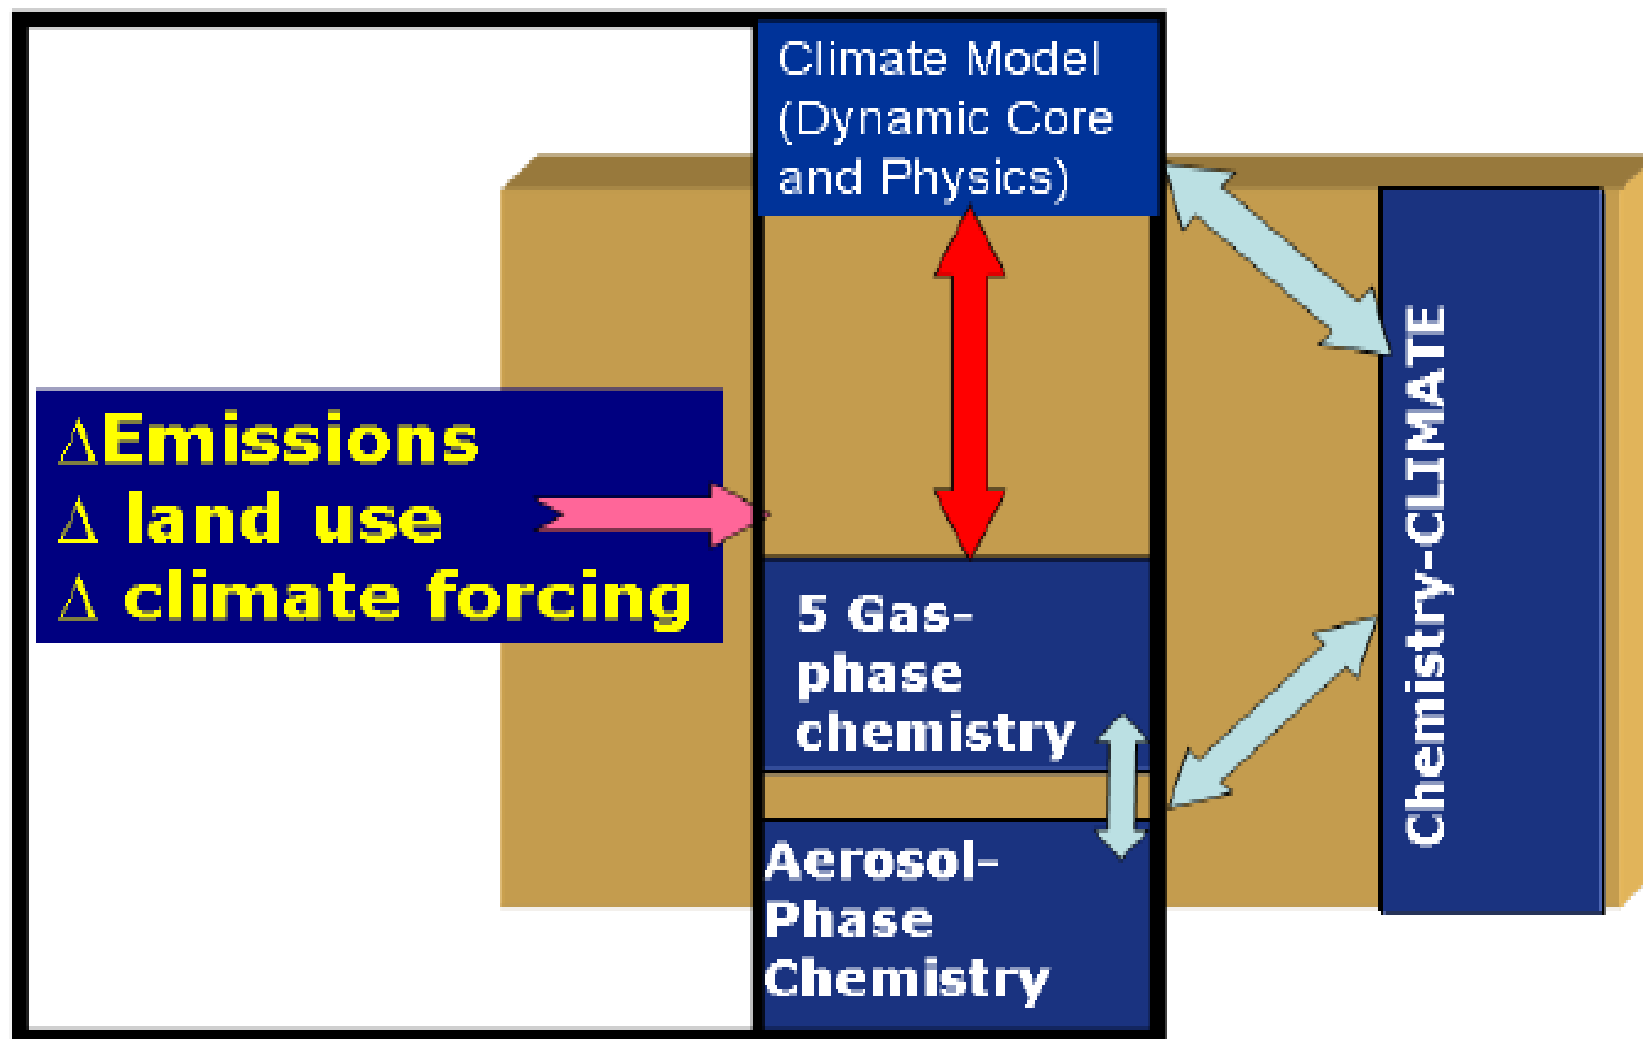 Climate Model
(Dynamic Core
and Physics)
ΔEmissions
Δ land use
Δ climate forcing
5 Gas-
phase
chemistry
Aerosol-
Phase
Chemistry
Chemistry-CLIMATE